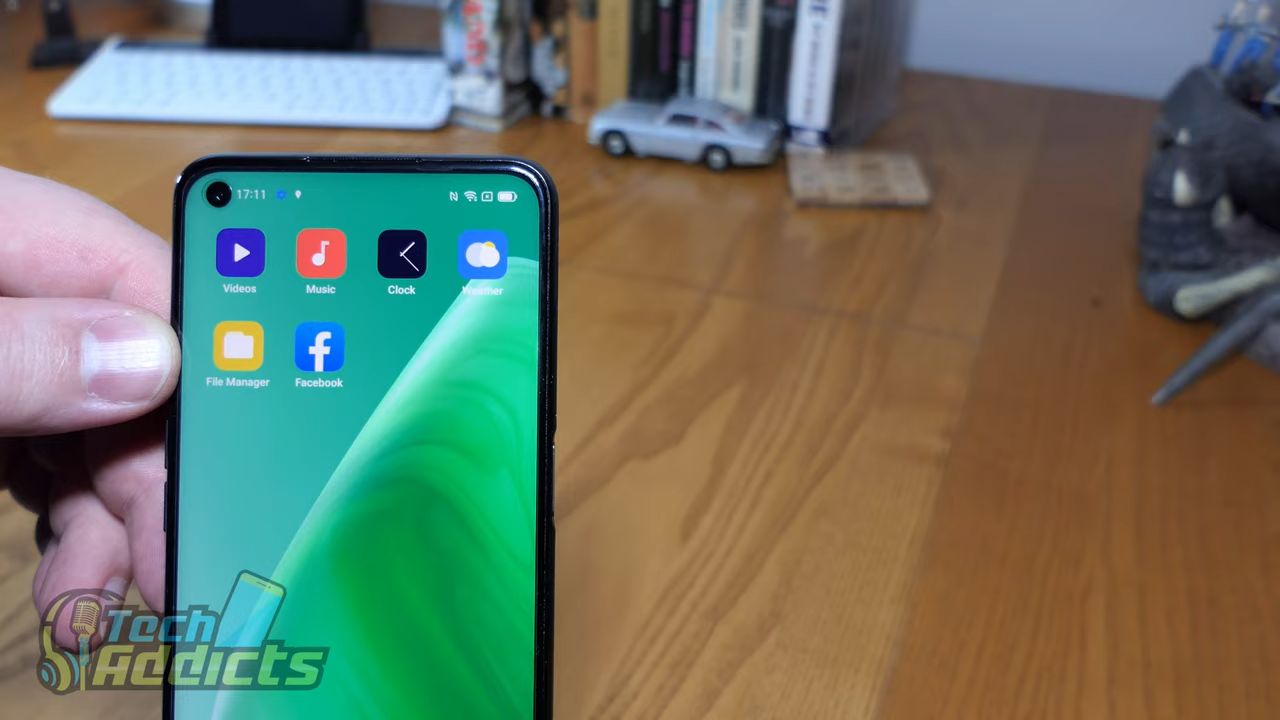 17:11
Videos
Music
Clock
Weather
File Manager
Facebook
Tech
Addicts